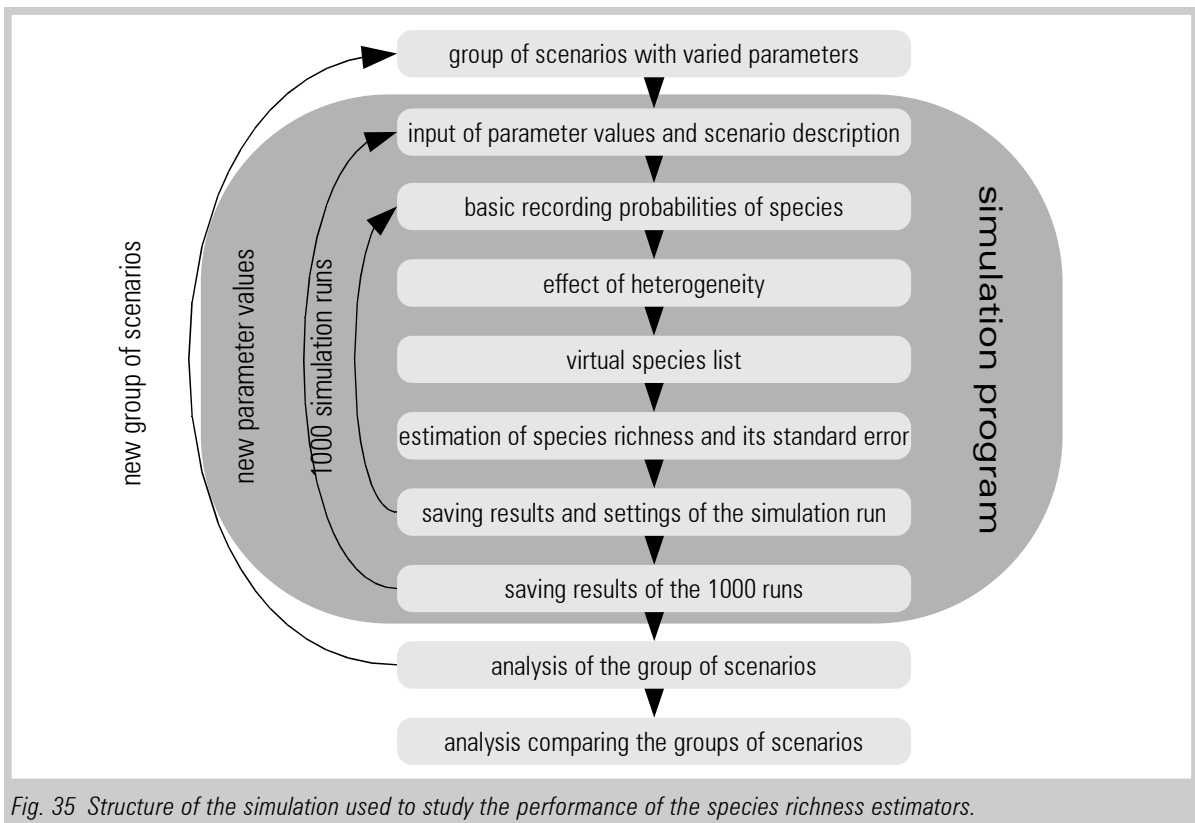 group of scenarios with varied parameters
input of parameter values and scenario description
basic recording probabilities of species
effect of heterogeneity
virtual species list
estimation of species richness and its standard error
saving results and settings of the simulation run
saving results of the 1000 runs
analysis of the group of scenarios
analysis comparing the groups of scenarios
new group of scenarios
new parameter values
1000 simulation runs
simulation program
Fig. 35 Structure of the simulation used to study the performance of the species richness estimators.